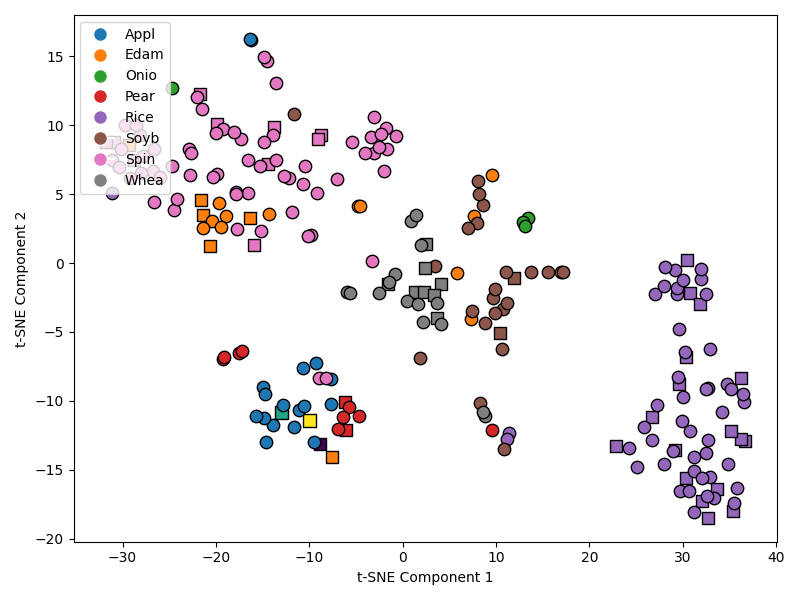 Appl
Edam
Onio
Pear
Rice
Soyb
Spin
Whea
15
10
5
0
−5
−10
−15
−20
t-SNE Component 2
−30
−20
−10
0
10
20
30
40
t-SNE Component 1